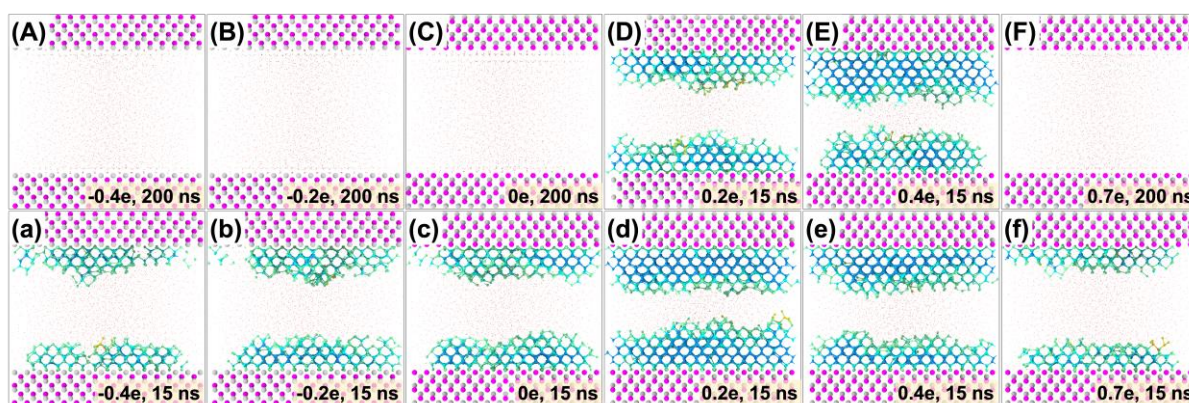 (A) (B) (C) (D) (E) (F)
-0.4e, 200 ns -0.2e, 200 ns 0e, 200 ns 0.2e, 15 ns 0.4e, 15 ns 0.7e, 200 ns
(a) (b) (c) (d) (e) (f)
-0.4e, 15 ns -0.2e, 15 ns 0e, 15 ns 0.2e, 15 ns 0.4e, 15 ns 0.7e, 15 ns